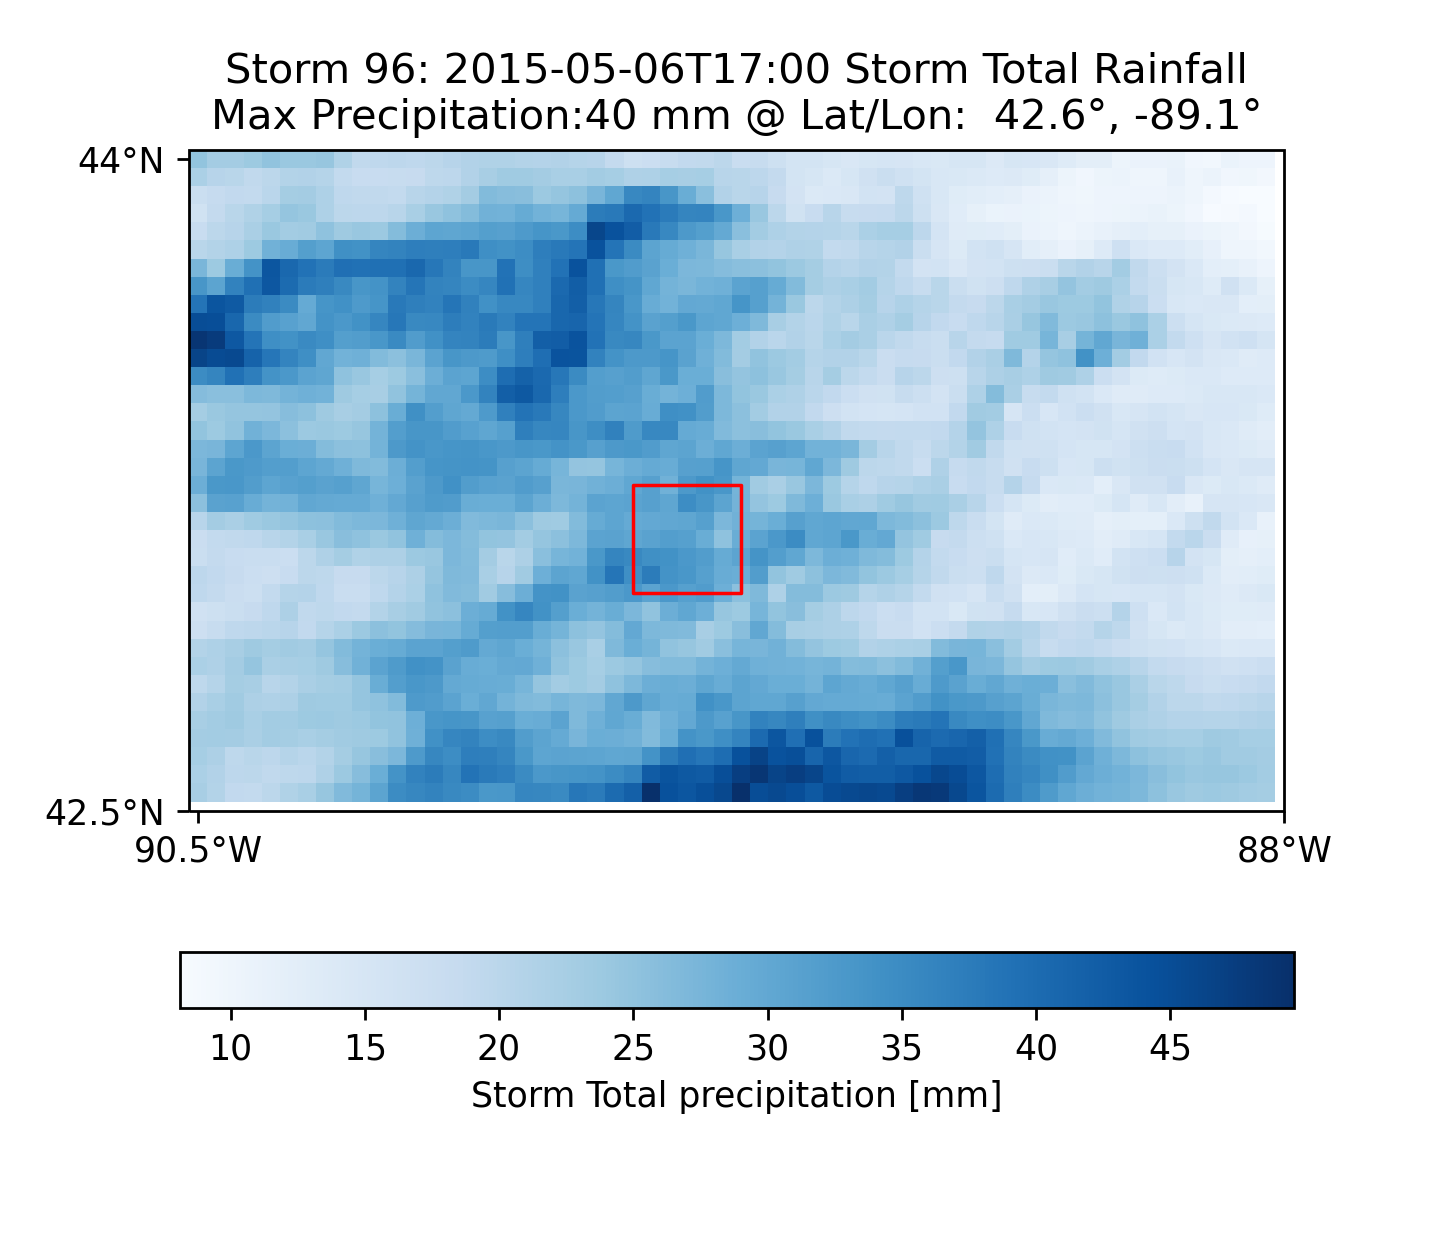 Storm 96: 2015-05-06T17:00 Storm Total Rainfall
Max Precipitation:40 mm @ Lat/Lon:  42.6°, -89.1°
44°N
42.5°N
90.5°W 88°W
10 15 20 25 30 35 40 45
Storm Total precipitation [mm]